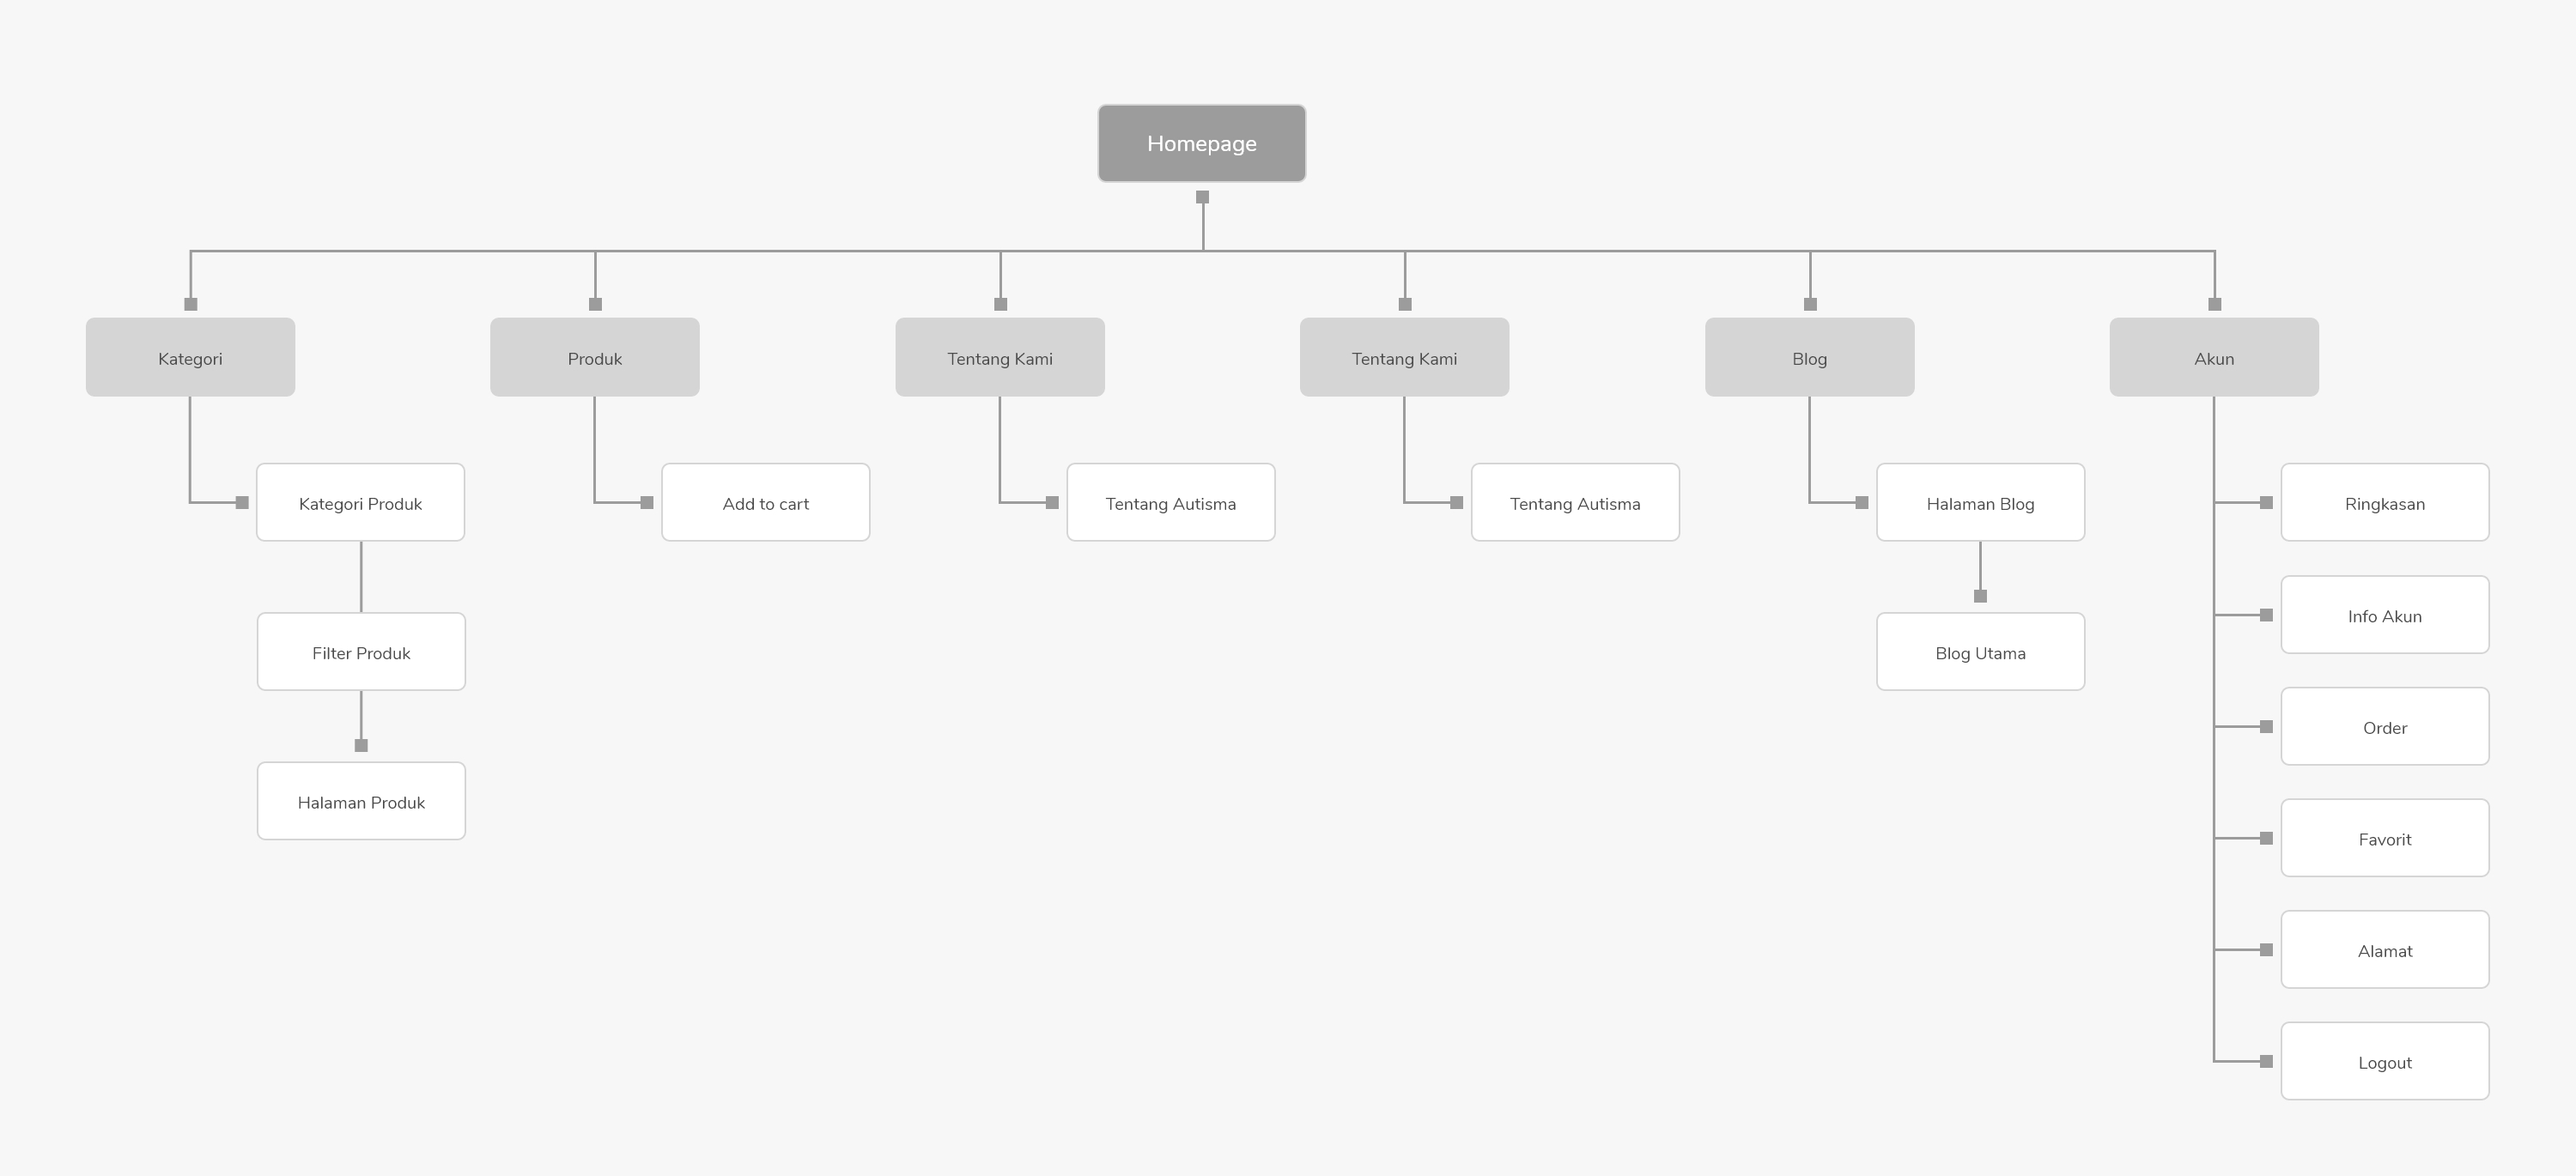 Homepage
Kategori
Produk
Tentang Kami
Tentang Kami
Blog
Akun
Kategori Produk
Add to cart
Tentang Autisma
Tentang Autisma
Halaman Blog
Ringkasan
Info Akun
Filter Produk
Blog Utama
Order
Halaman Produk
Favorit
Alamat
Logout